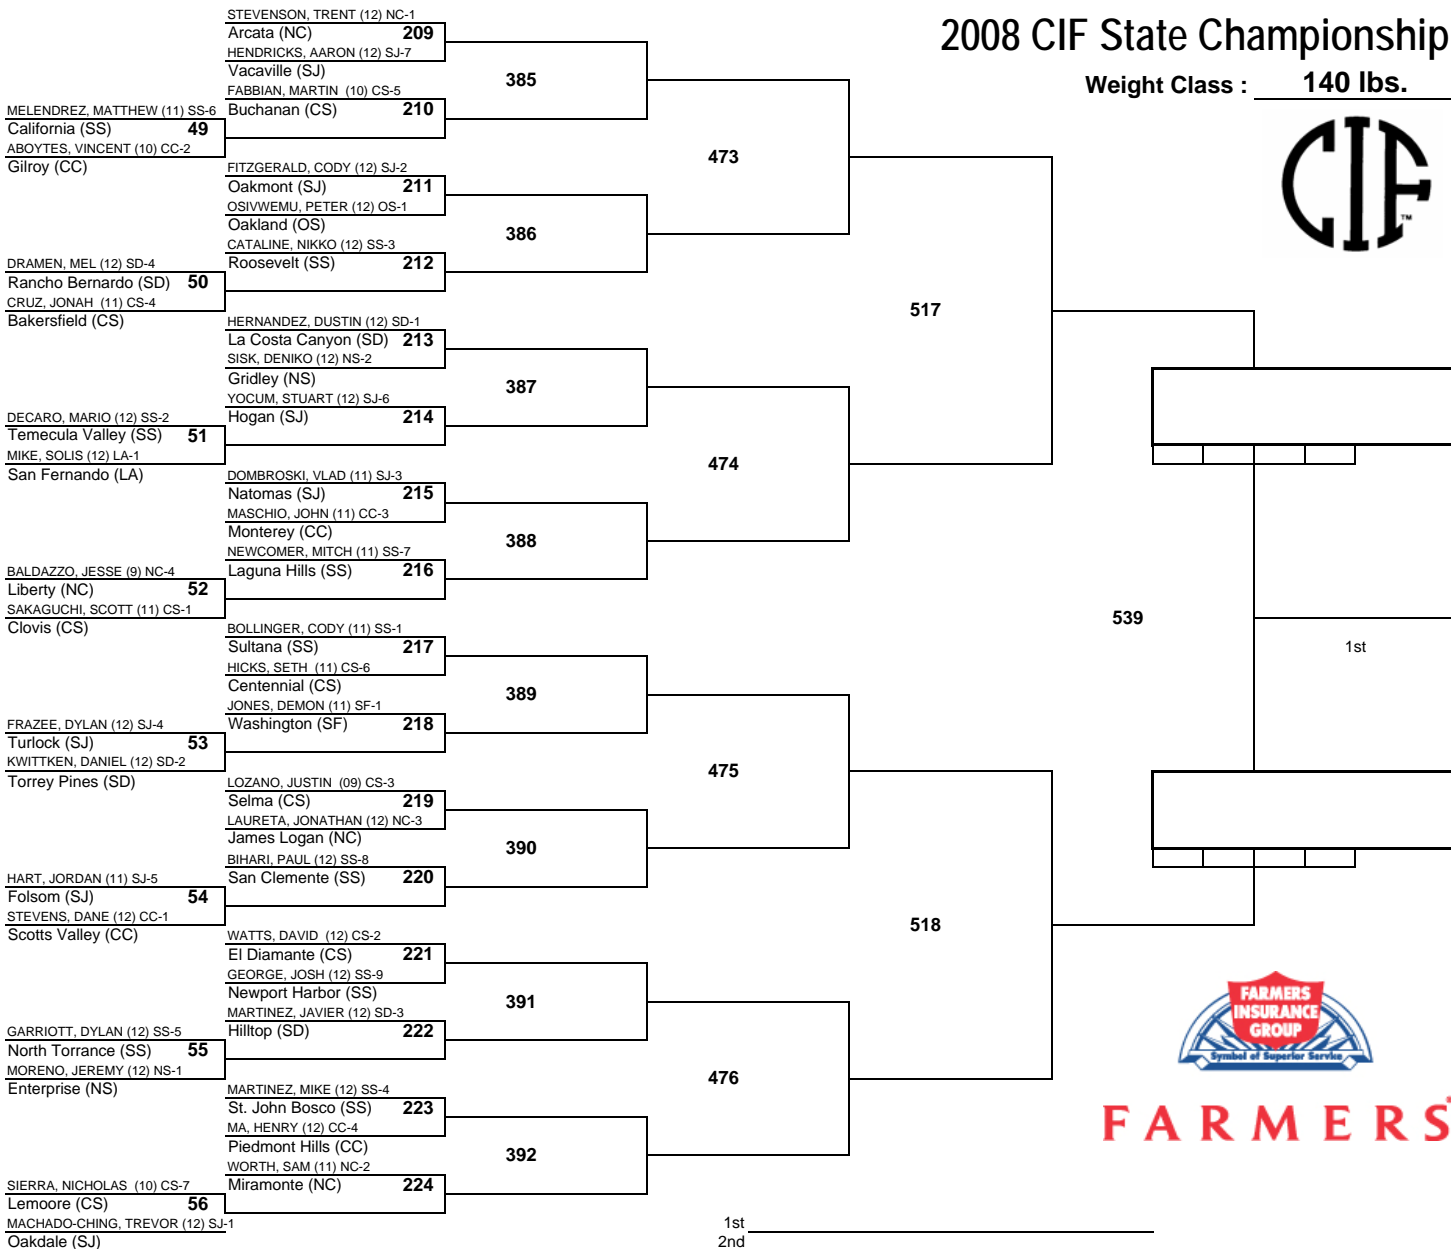 2008 CIF State Championship
Weight Class : 140 lbs.
CIF
TM
MELENDREZ, MATTHEW (11) SS-6
California (SS) 49
ABOYTES, VINCENT (10) CC-2
Gilroy (CC)
DRAMEN, MEL (12) SD-4
Rancho Bernardo (SD) 50
CRUZ, JONAH (11) CS-4
Bakersfield (CS)
DECARO, MARIO (12) SS-2
Temecula Valley (SS) 51
MIKE, SOLIS (12) LA-1
San Fernando (LA)
BALDAZZO, JESSE (9) NC-4
Liberty (NC) 52
SAKAGUCHI, SCOTT (11) CS-1
Clovis (CS)
FRAZEE, DYLAN (12) SJ-4
Turlock (SJ) 53
KWITTKEN, DANIEL (12) SD-2
Torrey Pines (SD)
HART, JORDAN (11) SJ-5
Folsom (SJ) 54
STEVENS, DANE (12) CC-1
Scotts Valley (CC)
GARRIOTT, DYLAN (12) SS-5
North Torrance (SS) 55
MORENO, JEREMY (12) NS-1
Enterprise (NS)
SIERRA, NICHOLAS (10) CS-7
Lemoore (CS) 56
MACHADO-CHING, TREVOR (12) SJ-1
Oakdale (SJ)
STEVENSON, TRENT (12) NC-1
Arcata (NC) 209
HENDRICKS, AARON (12) SJ-7
Vacaville (SJ)
FABBIAN, MARTIN (10) CS-5
Buchanan (CS) 210
FITZGERALD, CODY (12) SJ-2
Oakmont (SJ) 211
OSIVWEMU, PETER (12) OS-1
Oakland (OS)
CATALINE, NIKKO (12) SS-3
Roosevelt (SS) 212
HERNANDEZ, DUSTIN (12) SD-1
La Costa Canyon (SD) 213
SISK, DENIKO (12) NS-2
Gridley (NS)
YOCUM, STUART (12) SJ-6
Hogan (SJ) 214
DOMBROSKI, VLAD (11) SJ-3
Natomas (SJ) 215
MASCHIO, JOHN (11) CC-3
Monterey (CC)
NEWCOMER, MITCH (11) SS-7
Laguna Hills (SS) 216
BOLLINGER, CODY (11) SS-1
Sultana (SS) 217
HICKS, SETH (11) CS-6
Centennial (CS)
JONES, DEMON (11) SF-1
Washington (SF) 218
LOZANO, JUSTIN (09) CS-3
Selma (CS) 219
LAURETA, JONATHAN (12) NC-3
James Logan (NC)
BIHARI, PAUL (12) SS-8
San Clemente (SS) 220
WATTS, DAVID (12) CS-2
El Diamante (CS) 221
GEORGE, JOSH (12) SS-9
Newport Harbor (SS)
MARTINEZ, JAVIER (12) SD-3
Hilltop (SD) 222
MARTINEZ, MIKE (12) SS-4
St. John Bosco (SS) 223
MA, HENRY (12) CC-4
Piedmont Hills (CC)
WORTH, SAM (11) NC-2
Miramonte (NC) 224
385
386
387
388
389
390
391
392
473
474
475
476
517
518
539
1st
1st
2nd
FARMERS
INSURANCE
GROUP
Symbol of Superior Service
FARMERS